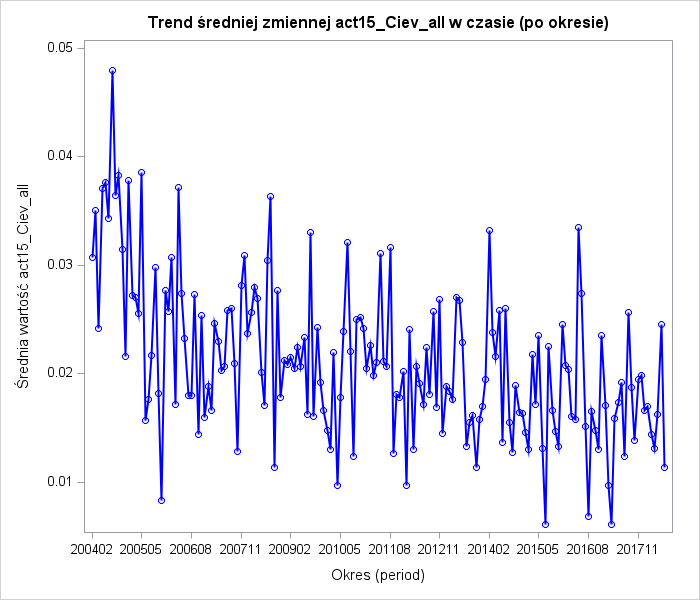 Trend średniej zmiennej act15_Ciev_all w czasie (po okresie)
0.05
0.04
0.03
0.02
0.01
Średnia wartość act15_Ciev_all
200402 200505 200608 200711 200902 201005 201108 201211 201402 201505 201608 201711
Okres (period)